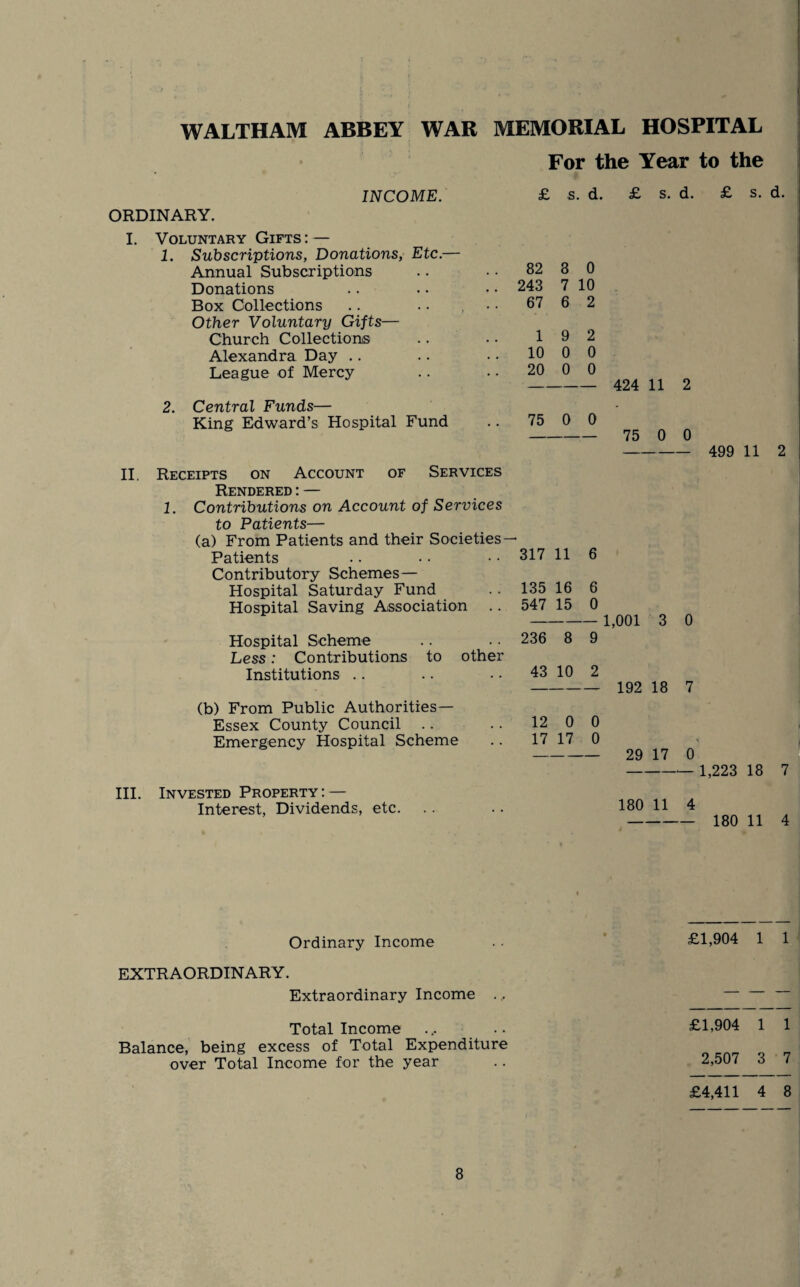 WALTHAM ABBEY WAR MEMORIAL HOSPITAL
For the Year to the
INCOME. £ s. d. £ s. d. £ s. d.
ORDINARY.
I. Voluntary Gifts: —
1. Subscriptions, Donations, Etc.—
Annual Subscriptions .. .. 82 8 0
Donations .. .. .. 243 7 10
Box Collections .. .. .. 67 6 2
Other Voluntary Gifts—
Church Collections .. .. 1 9 2
Alexandra Day .. .. .. 10 0 0
League of Mercy .. .. 20 0 0
——— 424 11 2
2. Central Funds—
King Edward's Hospital Fund .. 75 0 0
——— 75 0 0
——— 499 11 2
II. Receipts on Account of Services
Rendered: —
1. Contributions on Account of Services
to Patients—
(a) From Patients and their Societies—
Patients .. .. .. 317 11 6
Contributory Schemes—
Hospital Saturday Fund .. 135 16 6
Hospital Saving Association .. 547 15 0
——— 1,001 3 0
Hospital Scheme .. .. 236 8 9
Less: Contributions to other
Institutions .. .. .. 43 10 2
——— 192 18 7
(b) From Public Authorities—
Essex County Council .. .. 12 0 0
Emergency Hospital Scheme .. 17 17 0
——— 29 17 0
——— 1,223 18 7
III. Invested Property: —
Interest, Dividends, etc. .. .. 180 11 4
——— 180 11 4
Ordinary Income .. £1,904 1 1
EXTRAORDINARY.
Extraordinary Income .. — — —
Total Income .. .. £1,904 1 1
Balance, being excess of Total Expenditure
over Total Income for the year .. 2,507 3 7
£4,411 4 8
8